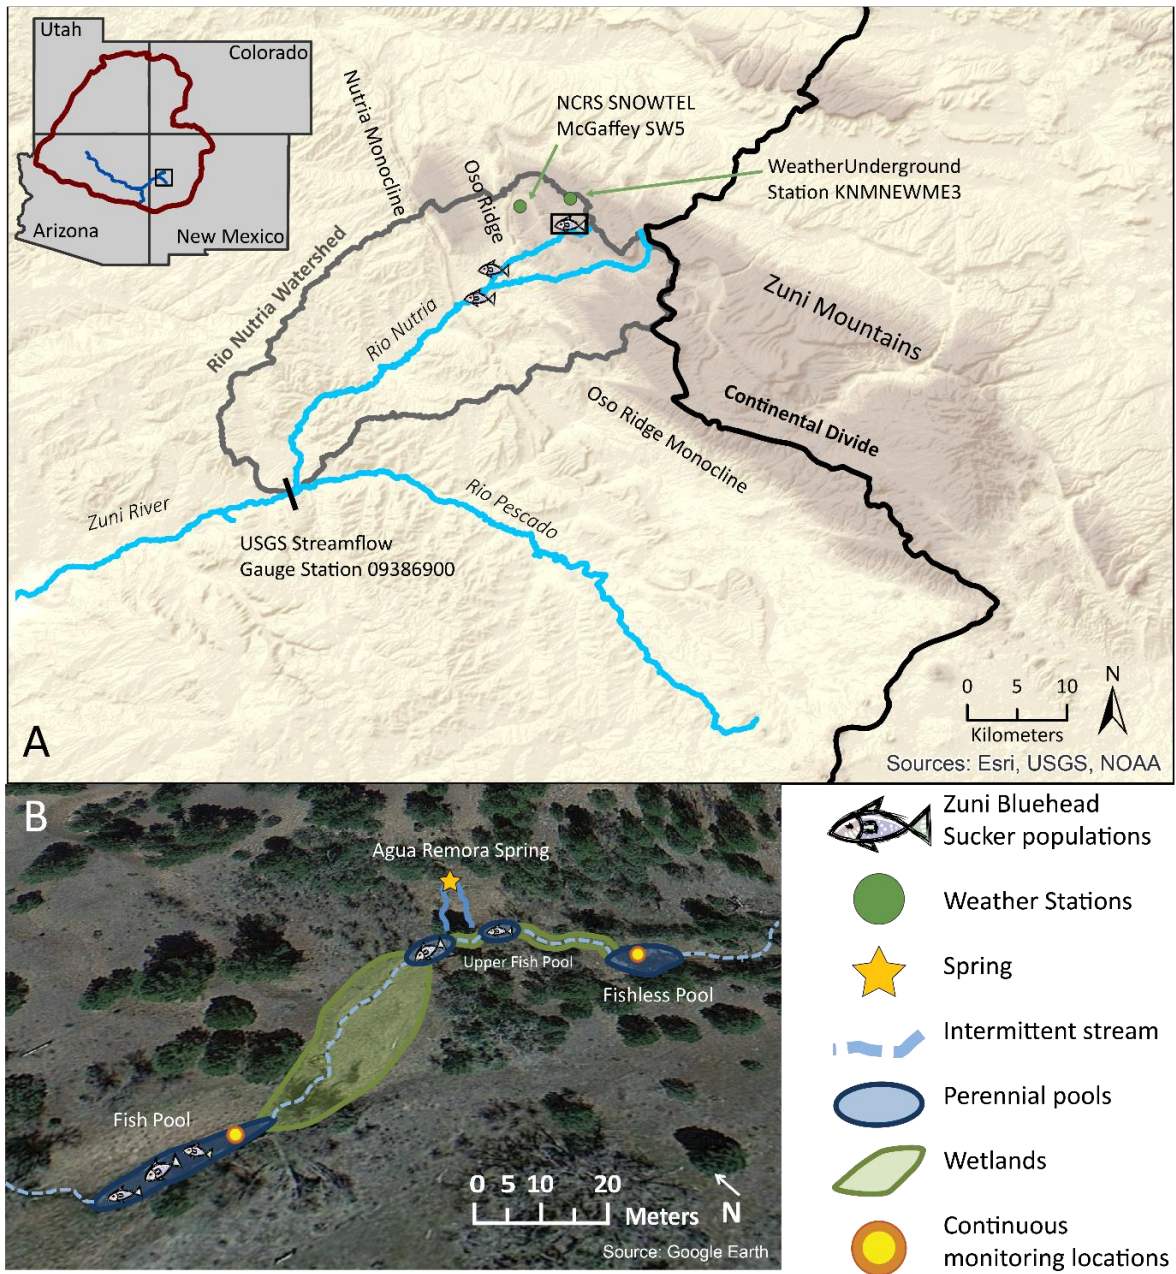 Utah
Colorado
Arizona
New Mexico
Nutria Monocline
Oso Ridge
NCRS SNOWTEL
McGaffey SW5
WeatherUnderground
Station KNMNEWME3
Rio Nutria Watershed
Rio Nutria
Zuni Mountains
Continental Divide
Oso Ridge Monocline
Zuni River
Rio Pescado
USGS Streamflow
Gauge Station 09386900
0 5 10
Kilometers
N
A
Sources: Esri, USGS, NOAA
B
Agua Remora Spring
Upper Fish Pool
Fishless Pool
Fish Pool
0 5 10 20
Meters
N
Source: Google Earth
Zuni Bluehead
Sucker populations
Weather Stations
Spring
Intermittent stream
Perennial pools
Wetlands
Continuous
monitoring locations